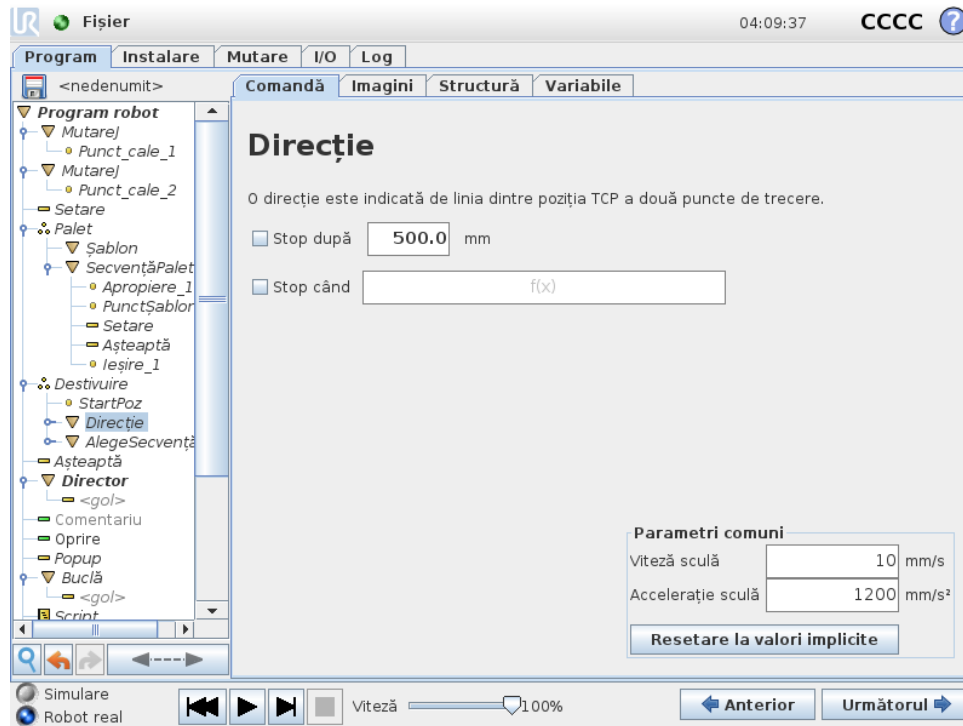 UR Fișier 04:09:37 CCCC ?
Program Instalare Mutare I/O Log
<nedenumit> Comandă Imagini Structură Variabile
Program robot
MutareJ
Punct_cale_1
MutareJ
Punct_cale_2
Setare
Palet
Șablon
SecvențăPalet
Apropiere_1
PunctȘablon
Setare
Așteaptă
Ieșire_1
Destivuire
StartPoz
Direcție
AlegeSecvență
Așteaptă
Director
<gol>
Comentariu
Oprire
Popup
Buclă
<gol>
Script
Direcție
O direcție este indicată de linia dintre poziția TCP a două puncte de trecere.
Stop după 500.0 mm
Stop când f(x)
Parametri comuni
Viteză sculă 10 mm/s
Accelerație sculă 1200 mm/s²
Resetare la valori implicite
Simulare
Robot real
Viteză 100%
Anterior Următorul